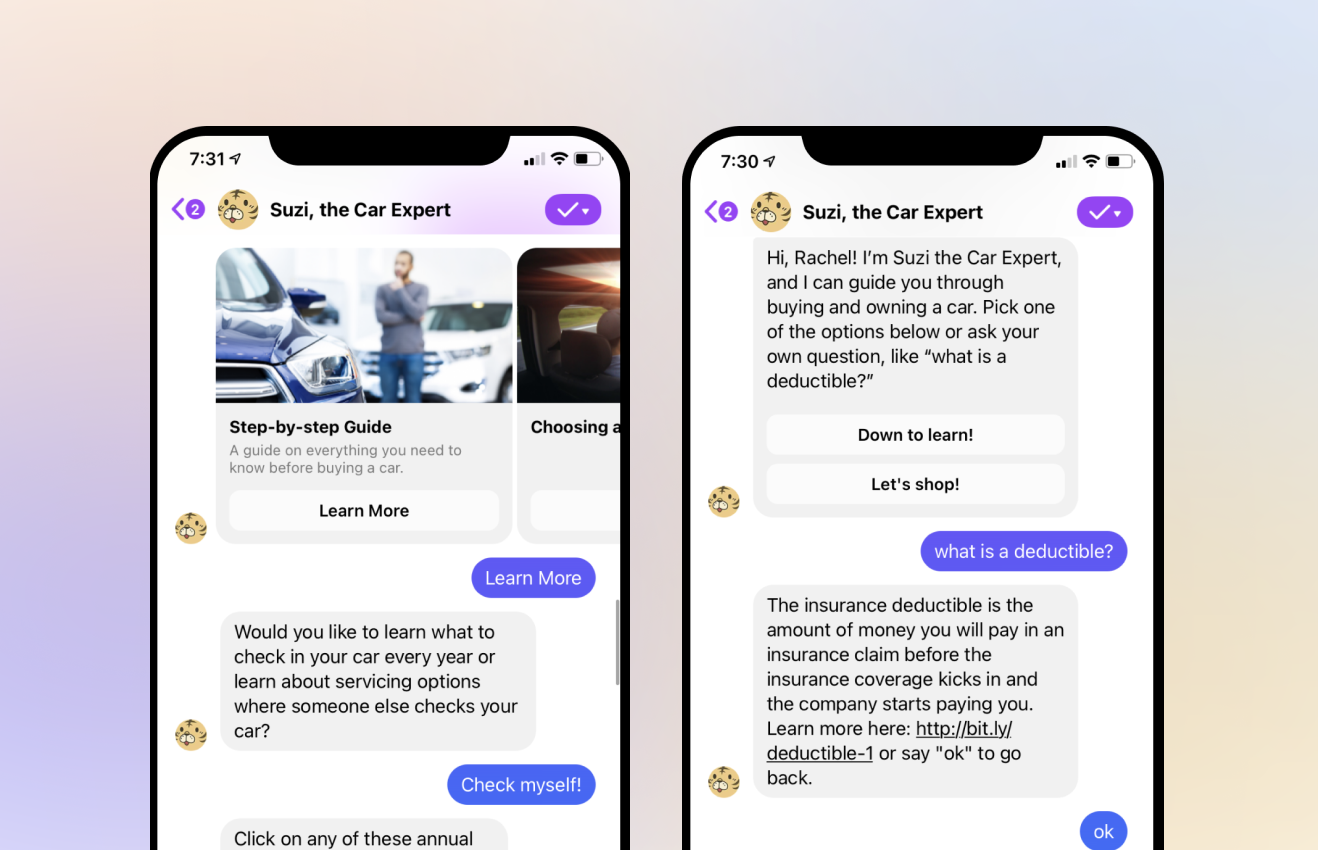 7:31
2
Suzi, the Car Expert
Step-by-step Guide
A guide on everything you need to
know before buying a car.
Learn More
Choosing a
Learn More
Would you like to learn what to
check in your car every year or
learn about servicing options
where someone else checks your
car?
Check myself!
Click on any of these annual
7:30
2
Suzi, the Car Expert
Hi, Rachel! I’m Suzi the Car Expert,
and I can guide you through
buying and owning a car. Pick one
of the options below or ask your
own question, like “what is a
deductible?”
Down to learn!
Let's shop!
what is a deductible?
The insurance deductible is the
amount of money you will pay in an
insurance claim before the
insurance coverage kicks in and
the company starts paying you.
Learn more here: http://bit.ly/
deductible-1 or say "ok" to go
back.
ok